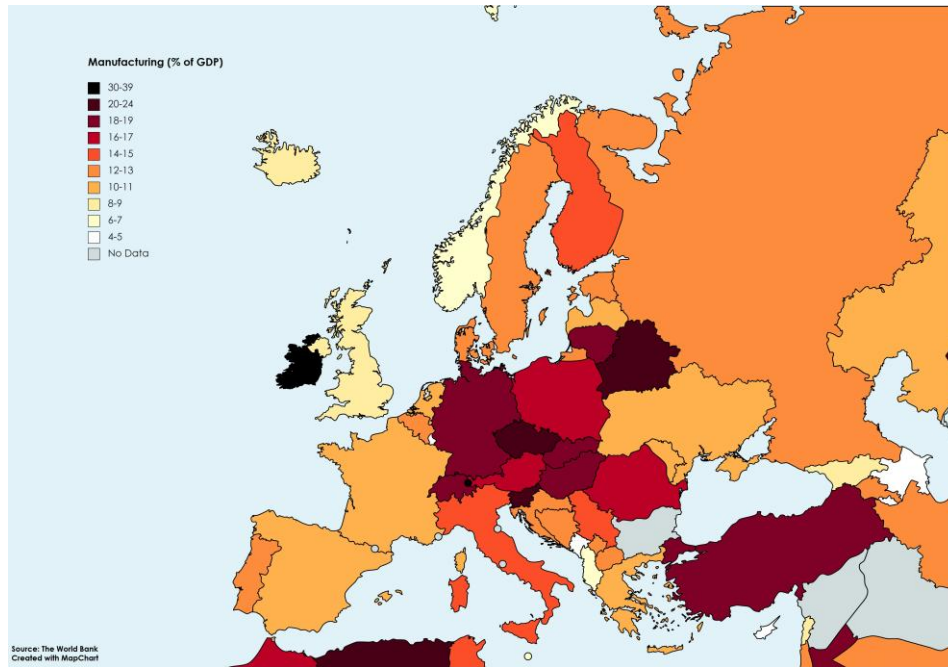 Manufacturing (% of GDP)
30-39
20-24
18-19
16-17
14-15
12-13
10-11
8-9
6-7
4-5
No Data
Source: The World Bank
Created with MapChart